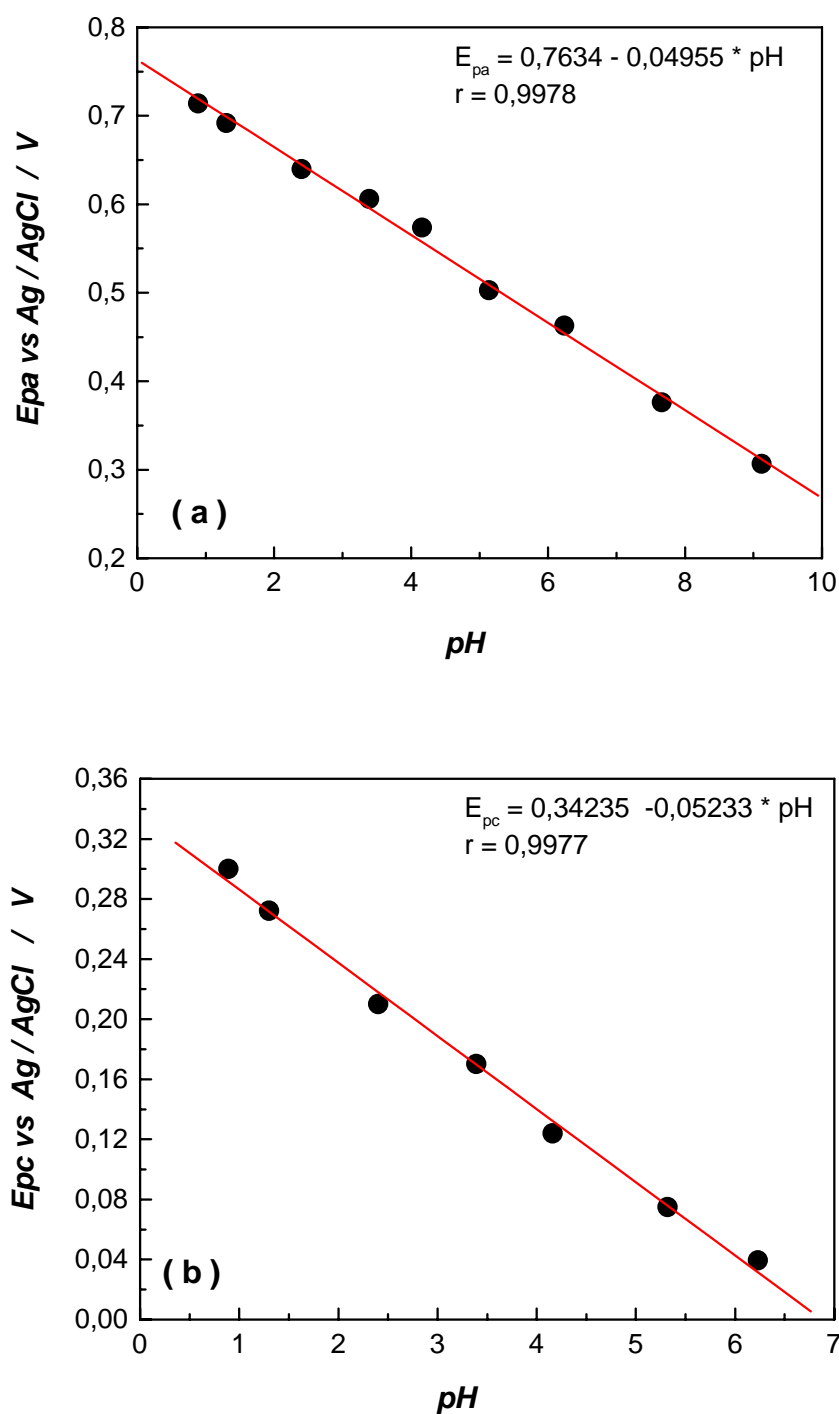 E_pa = 0,7634 - 0,04955 * pH
r = 0,9978
0,8
0,7
0,6
0,5
0,4
0,3
0,2
Epa vs Ag / AgCl / V
( a )
0 2 4 6 8 10
pH
E_pc = 0,34235 -0,05233 * pH
r = 0,9977
0,36
0,32
0,28
0,24
0,20
0,16
0,12
0,08
0,04
0,00
Epc vs Ag / AgCl / V
( b )
0 1 2 3 4 5 6 7
pH